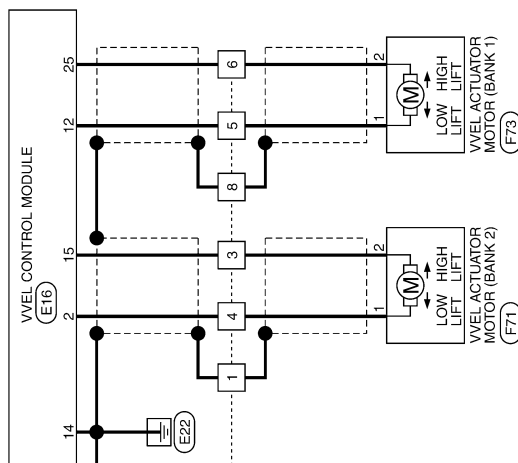 VVEL CONTROL MODULE
E16
25
12
15
2
14
6
5
8
3
4
1
E22
2
1
M
LOW LIFT
HIGH LIFT
VVEL ACTUATOR
MOTOR (BANK 1)
F73
2
1
M
LOW LIFT
HIGH LIFT
VVEL ACTUATOR
MOTOR (BANK 2)
F71